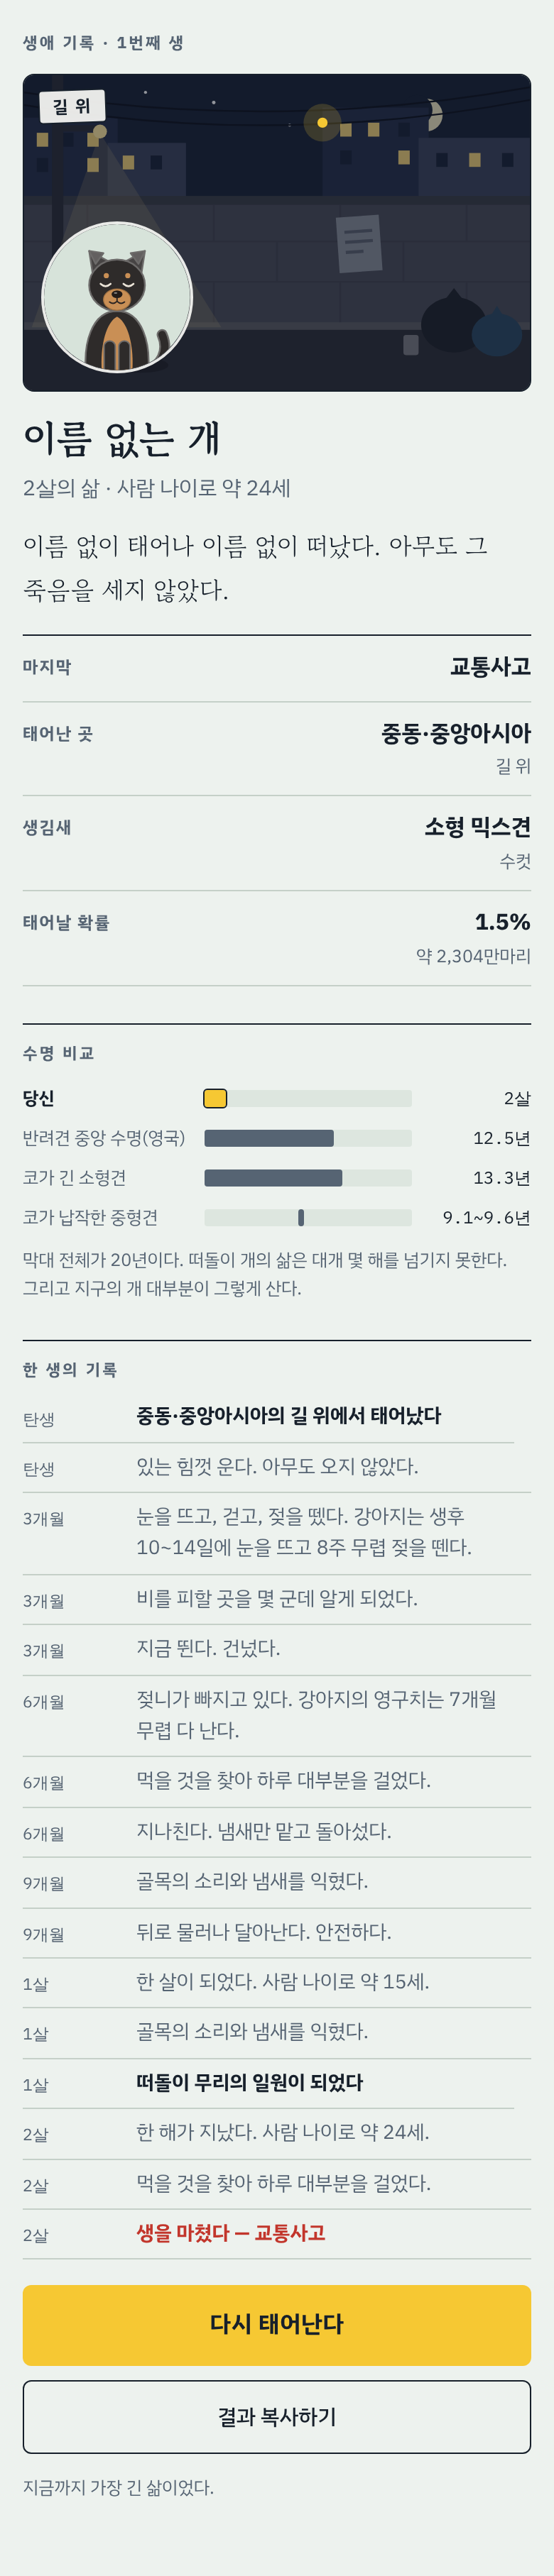 생애 기록 · 1번째 생
길 위
이름 없는 개
2살의 삶 · 사람 나이로 약 24세
이름 없이 태어나 이름 없이 떠났다. 아무도 그
죽음을 세지 않았다.
마지막 교통사고
태어난 곳 중동·중앙아시아
길 위
생김새 소형 믹스견
수컷
태어날 확률 1.5%
약 2,304만마리
수명 비교
당신 2살
반려견 중앙 수명(영국) 12.5년
코가 긴 소형견 13.3년
코가 납작한 중형견 9.1~9.6년
막대 전체가 20년이다. 떠돌이 개의 삶은 대개 몇 해를 넘기지 못한다.
그리고 지구의 개 대부분이 그렇게 산다.
한 생의 기록
탄생 중동·중앙아시아의 길 위에서 태어났다
탄생 있는 힘껏 운다. 아무도 오지 않았다.
3개월 눈을 뜨고, 걷고, 젖을 뗐다. 강아지는 생후
10~14일에 눈을 뜨고 8주 무렵 젖을 뗀다.
3개월 비를 피할 곳을 몇 군데 알게 되었다.
3개월 지금 뛴다. 건넜다.
6개월 젖니가 빠지고 있다. 강아지의 영구치는 7개월
무렵 다 난다.
6개월 먹을 것을 찾아 하루 대부분을 걸었다.
6개월 지나친다. 냄새만 맡고 돌아섰다.
9개월 골목의 소리와 냄새를 익혔다.
9개월 뒤로 물러나 달아난다. 안전하다.
1살 한 살이 되었다. 사람 나이로 약 15세.
1살 골목의 소리와 냄새를 익혔다.
1살 떠돌이 무리의 일원이 되었다
2살 한 해가 지났다. 사람 나이로 약 24세.
2살 먹을 것을 찾아 하루 대부분을 걸었다.
2살 생을 마쳤다 — 교통사고
다시 태어난다
결과 복사하기
지금까지 가장 긴 삶이었다.